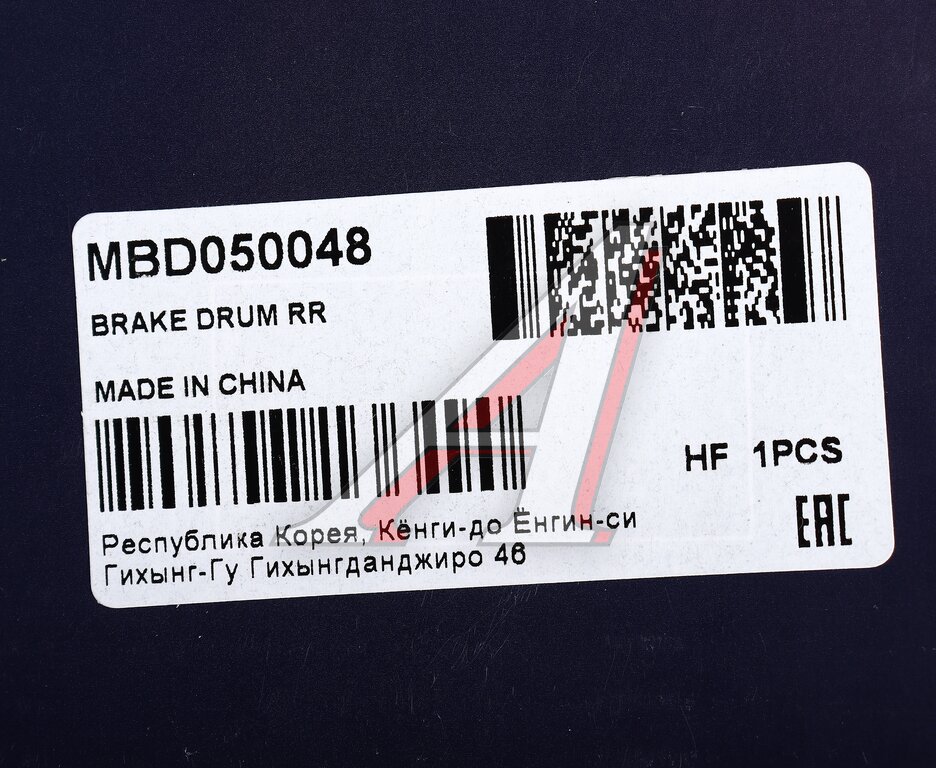 MBD050048
BRAKE DRUM RR
MADE IN CHINA
HF 1PCS
EAC
Республика Корея, Кёнги-до Ёнгин-си
Гихынг-Гу Гихынгданджиро 46